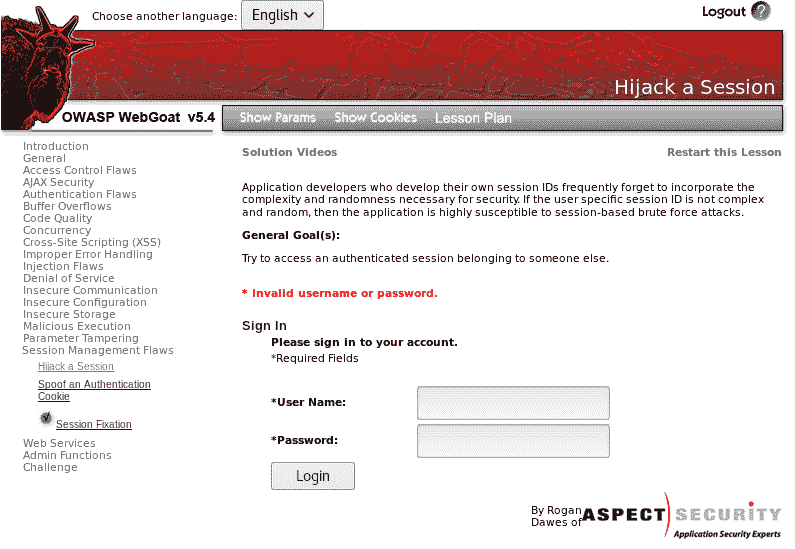 Choose another language: English
Logout ?
Hijack a Session
OWASP WebGoat v5.4
Show Params Show Cookies Lesson Plan
Introduction
General
Access Control Flaws
AJAX Security
Authentication Flaws
Buffer Overflows
Code Quality
Concurrency
Cross-Site Scripting (XSS)
Improper Error Handling
Injection Flaws
Denial of Service
Insecure Communication
Insecure Configuration
Insecure Storage
Malicious Execution
Parameter Tampering
Session Management Flaws
Hijack a Session
Spoof an Authentication
Cookie
Session Fixation
Web Services
Admin Functions
Challenge
Solution Videos
Restart this Lesson
Application developers who develop their own session IDs frequently forget to incorporate the
complexity and randomness necessary for security. If the user specific session ID is not complex
and random, then the application is highly susceptible to session-based brute force attacks.
General Goal(s):
Try to access an authenticated session belonging to someone else.
* Invalid username or password.
Sign In
Please sign in to your account.
*Required Fields
*User Name:
*Password:
Login
By Rogan
Dawes of
ASPECT SECURITY
Application Security Experts